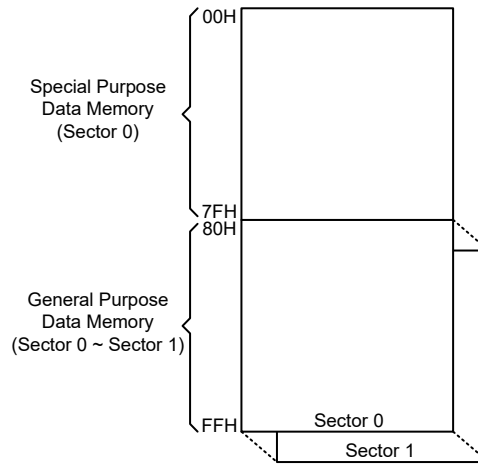 00H
Special Purpose
Data Memory
(Sector 0)
7FH
80H
General Purpose
Data Memory
(Sector 0 ~ Sector 1)
FFH
Sector 0
Sector 1